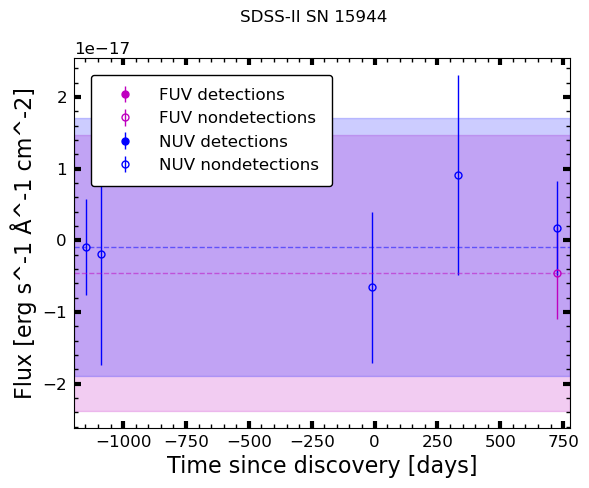 SDSS-II SN 15944
1e−17
FUV detections
FUV nondetections
NUV detections
NUV nondetections
2
1
0
−1
−2
Flux [erg s^-1 Å^-1 cm^-2]
−1000 −750 −500 −250 0 250 500 750
Time since discovery [days]